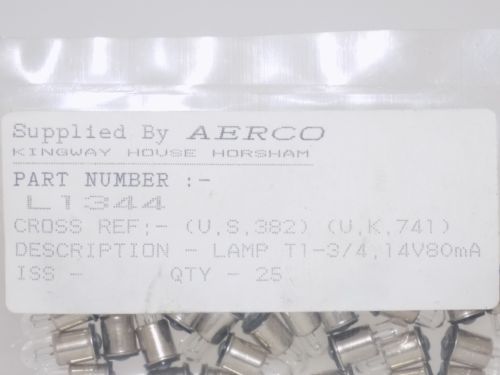 Supplied By AERCO
KINGWAY HOUSE HORSHAM
PART NUMBER :-
L1344
CROSS REF;- (U,S,382) (U,K,741)
DESCRIPTION - LAMP T1-3/4,14V80mA
ISS - QTY - 25